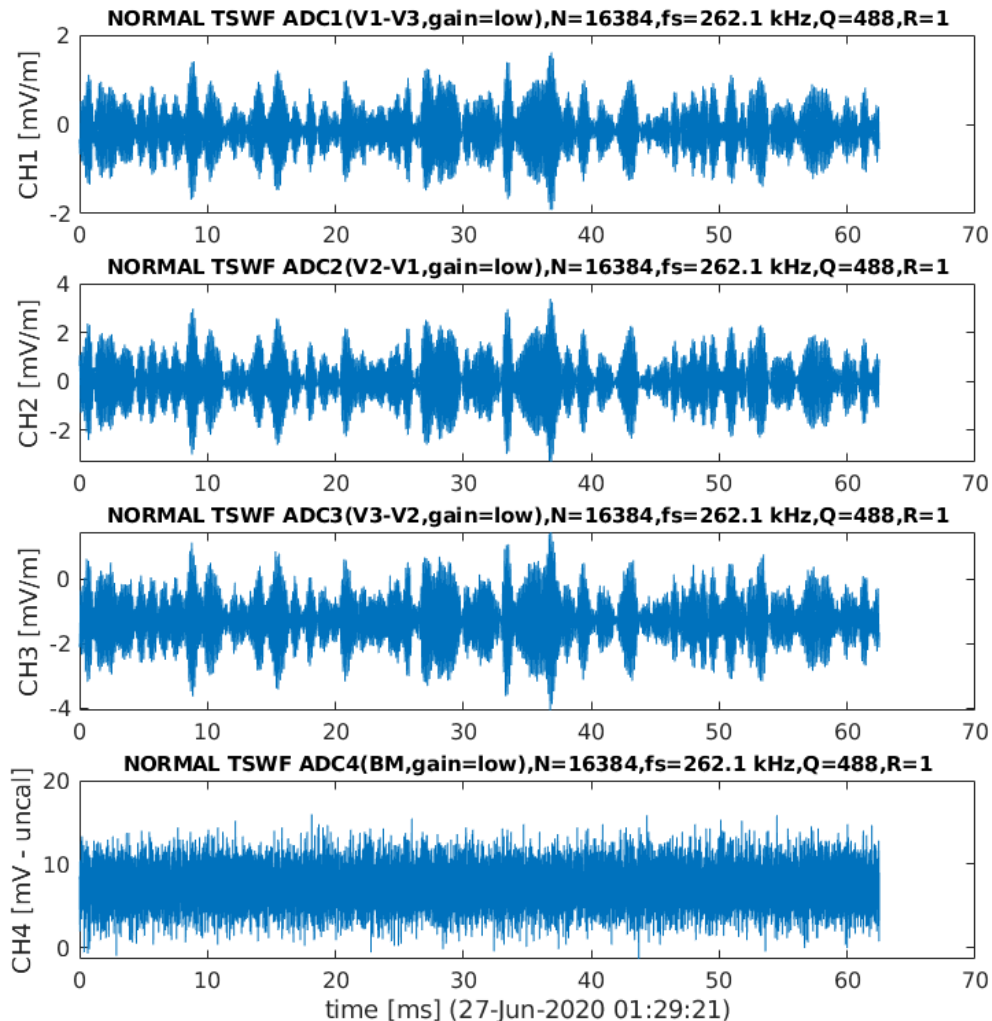 NORMAL TSWF ADC1(V1-V3,gain=low),N=16384,fs=262.1 kHz,Q=488,R=1
CH1 [mV/m]
2
0
-2
0 10 20 30 40 50 60 70
NORMAL TSWF ADC2(V2-V1,gain=low),N=16384,fs=262.1 kHz,Q=488,R=1
CH2 [mV/m]
4
2
0
-2
0 10 20 30 40 50 60 70
NORMAL TSWF ADC3(V3-V2,gain=low),N=16384,fs=262.1 kHz,Q=488,R=1
CH3 [mV/m]
0
-2
-4
0 10 20 30 40 50 60 70
NORMAL TSWF ADC4(BM,gain=low),N=16384,fs=262.1 kHz,Q=488,R=1
CH4 [mV - uncal]
20
10
0
0 10 20 30 40 50 60 70
time [ms] (27-Jun-2020 01:29:21)